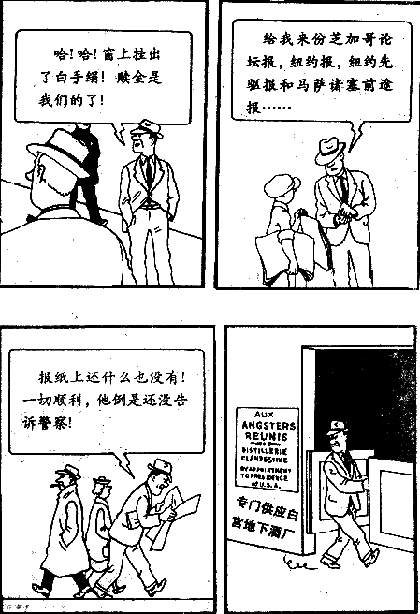 哈！哈！窗上挂出
了白手绢！赎金是
我们的了！
给我来份芝加哥论
坛报，纽约报，纽约先
驱报和马萨诸塞前途
报……
报纸上还什么也没有！
一切顺利，他倒是还没告
诉警察！
AUX
ANGSTERS
REUNIS
DISTILLERIE
CLANDESTINE
BY APPOINTMENT
OF U.S.A.
专门供应白
宫地下酒厂